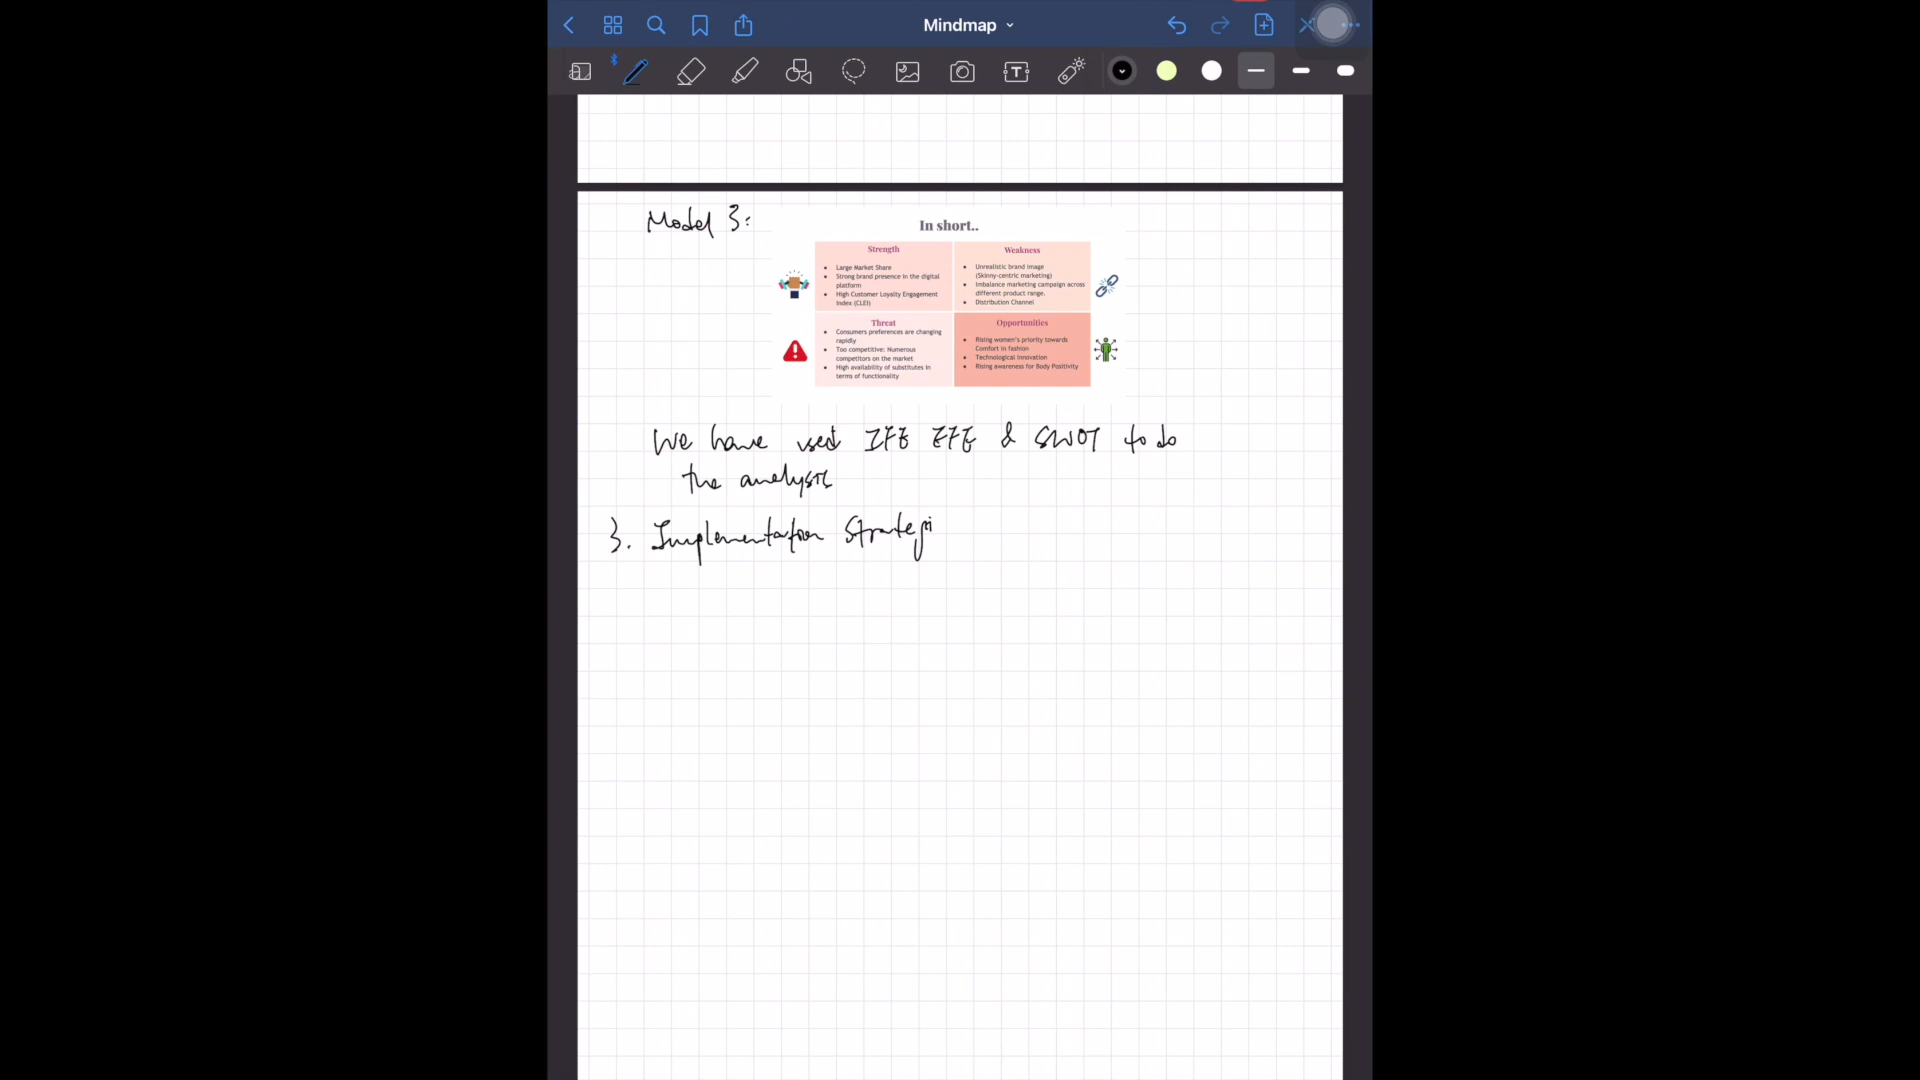 Mindmap
Model 3:
In short..
Strength
Large Market Share
Strong brand presence in the digital
platform
High Customer Loyalty Engagement
Index (CLEI)
Weakness
Unrealistic brand image
(Skinny-centric marketing)
Imbalance marketing campaign across
different product range.
Distribution Channel
Threat
Consumers preferences are changing
rapidly
Too competitive: Numerous
competitors on the market
High availability of substitutes in
terms of functionality
Opportunities
Rising women's priority towards
Comfort in fashion
Technological innovation
Rising awareness for Body Positivity
We have used IFE EFE & SWOT to do
the analysis
3. Implementation Strategi